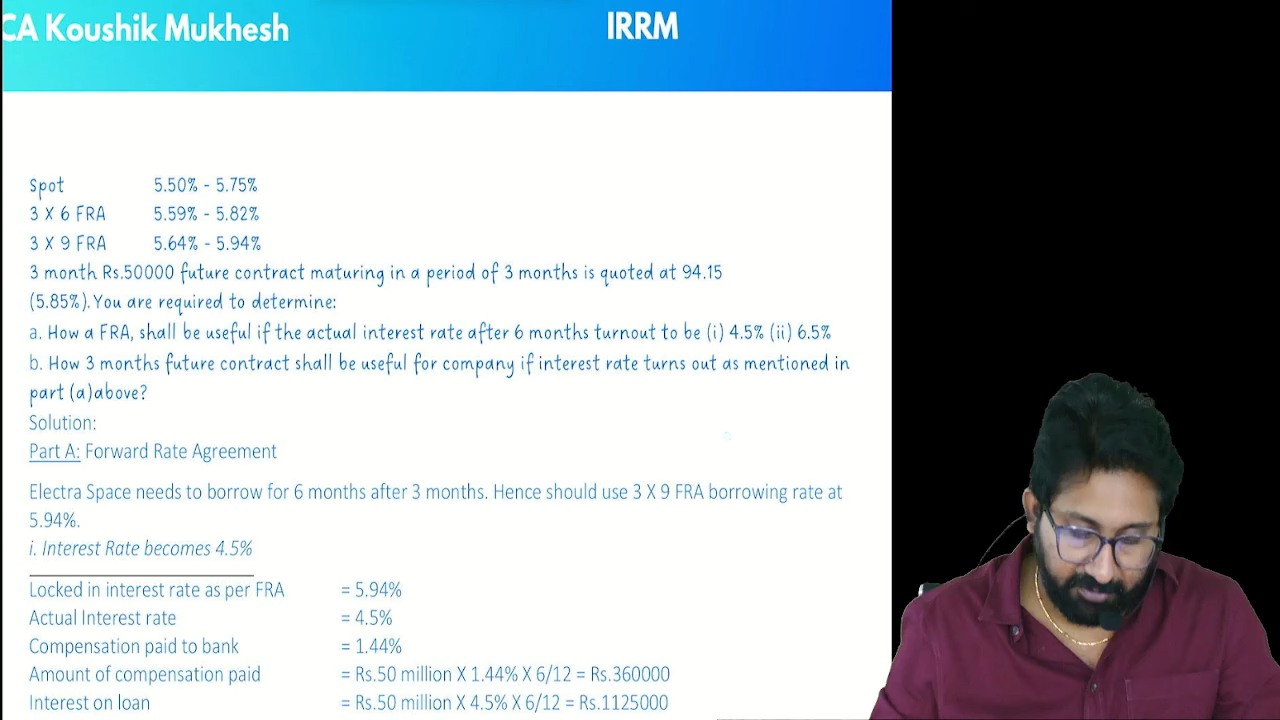 CA Koushik Mukhesh
IRRM
Spot 5.50% - 5.75%
3 X 6 FRA 5.59% - 5.82%
3 X 9 FRA 5.64% - 5.94%
3 month Rs.50000 future contract maturing in a period of 3 months is quoted at 94.15
(5.85%).You are required to determine:
a. How a FRA, shall be useful if the actual interest rate after 6 months turnout to be (i) 4.5% (ii) 6.5%
b. How 3 months future contract shall be useful for company if interest rate turns out as mentioned in
part (a)above?
Solution:
Part A: Forward Rate Agreement
Electra Space needs to borrow for 6 months after 3 months. Hence should use 3 X 9 FRA borrowing rate at
5.94%.
i. Interest Rate becomes 4.5%
Locked in interest rate as per FRA = 5.94%
Actual Interest rate = 4.5%
Compensation paid to bank = 1.44%
Amount of compensation paid = Rs.50 million X 1.44% X 6/12 = Rs.360000
Interest on loan = Rs.50 million X 4.5% X 6/12 = Rs.1125000